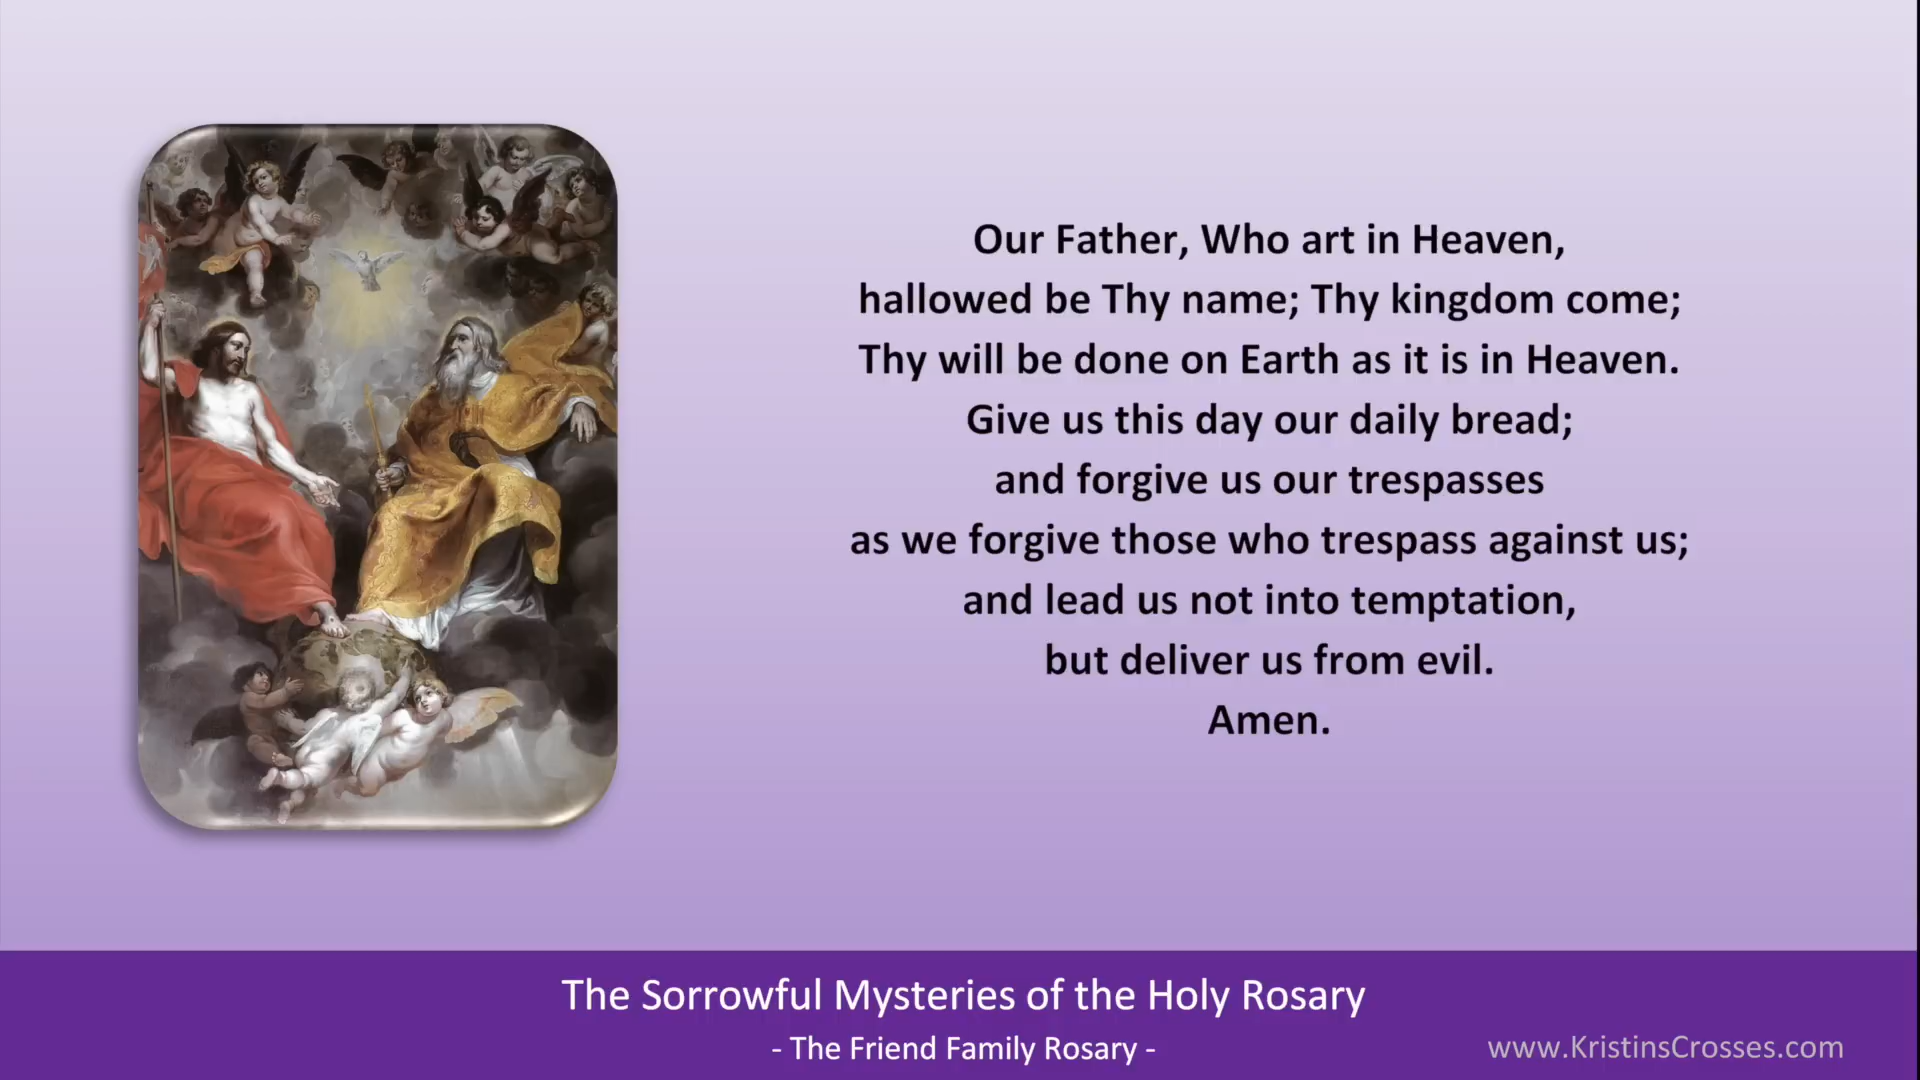 Our Father, Who art in Heaven,
hallowed be Thy name; Thy kingdom come;
Thy will be done on Earth as it is in Heaven.
Give us this day our daily bread;
and forgive us our trespasses
as we forgive those who trespass against us;
and lead us not into temptation,
but deliver us from evil.
Amen.
The Sorrowful Mysteries of the Holy Rosary
- The Friend Family Rosary -
www.KristinsCrosses.com